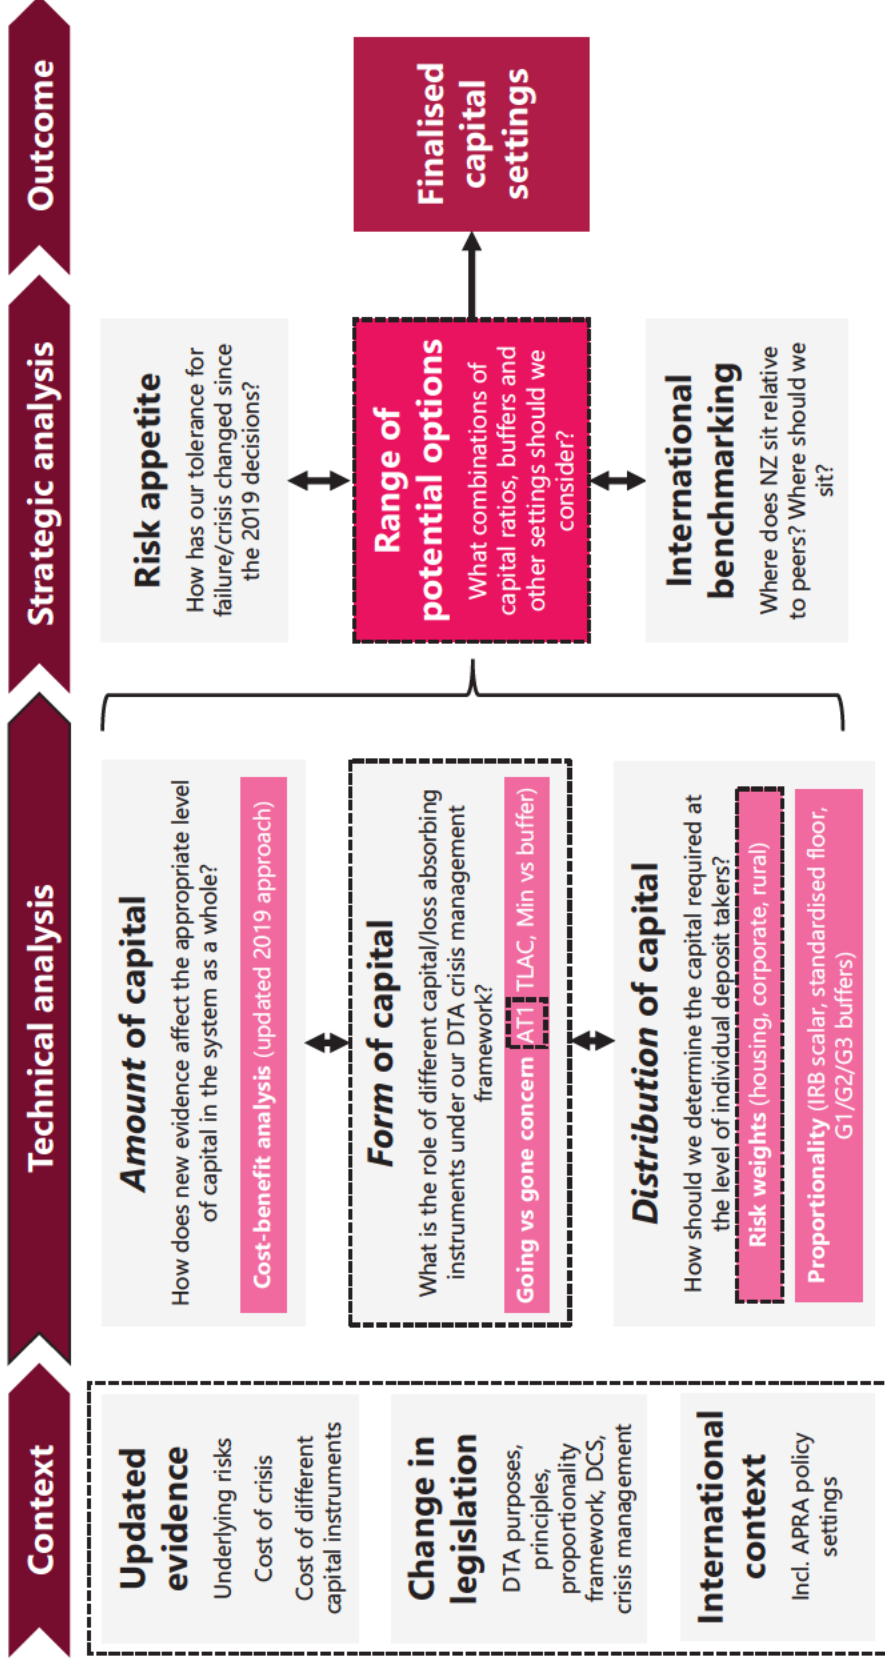 Context
Technical analysis
Strategic analysis
Outcome
Updated
evidence
Underlying risks
Cost of crisis
Cost of different
capital instruments
Change in
legislation
DTA purposes,
principles,
proportionality
framework, DCS,
crisis management
International
context
Incl. APRA policy
settings
Amount of capital
How does new evidence affect the appropriate level
of capital in the system as a whole?
Cost-benefit analysis (updated 2019 approach)
Form of capital
What is the role of different capital/loss absorbing
instruments under our DTA crisis management
framework?
Going vs gone concern AT1 TLAC, Min vs buffer)
Distribution of capital
How should we determine the capital required at
the level of individual deposit takers?
Risk weights (housing, corporate, rural)
Proportionality (IRB scalar, standardised floor,
G1/G2/G3 buffers)
Risk appetite
How has our tolerance for
failure/crisis changed since
the 2019 decisions?
Range of
potential options
What combinations of
capital ratios, buffers and
other settings should we
consider?
International
benchmarking
Where does NZ sit relative
to peers? Where should we
sit?
Finalised
capital
settings